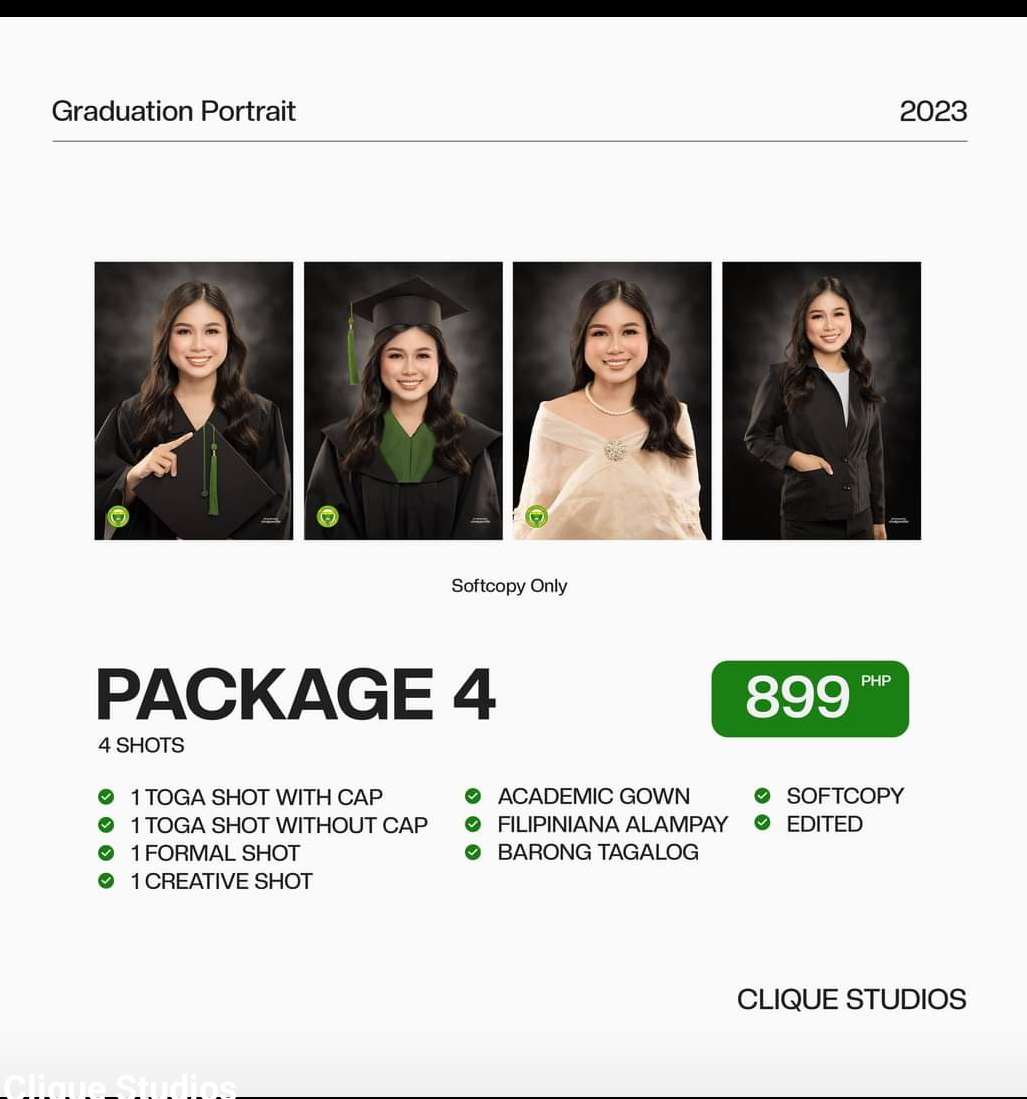 Graduation Portrait
2023
Softcopy Only
PACKAGE 4
899 PHP
4 SHOTS
1 TOGA SHOT WITH CAP
1 TOGA SHOT WITHOUT CAP
1 FORMAL SHOT
1 CREATIVE SHOT
ACADEMIC GOWN
FILIPINIANA ALAMPAY
BARONG TAGALOG
SOFTCOPY
EDITED
CLIQUE STUDIOS
Clique Studios